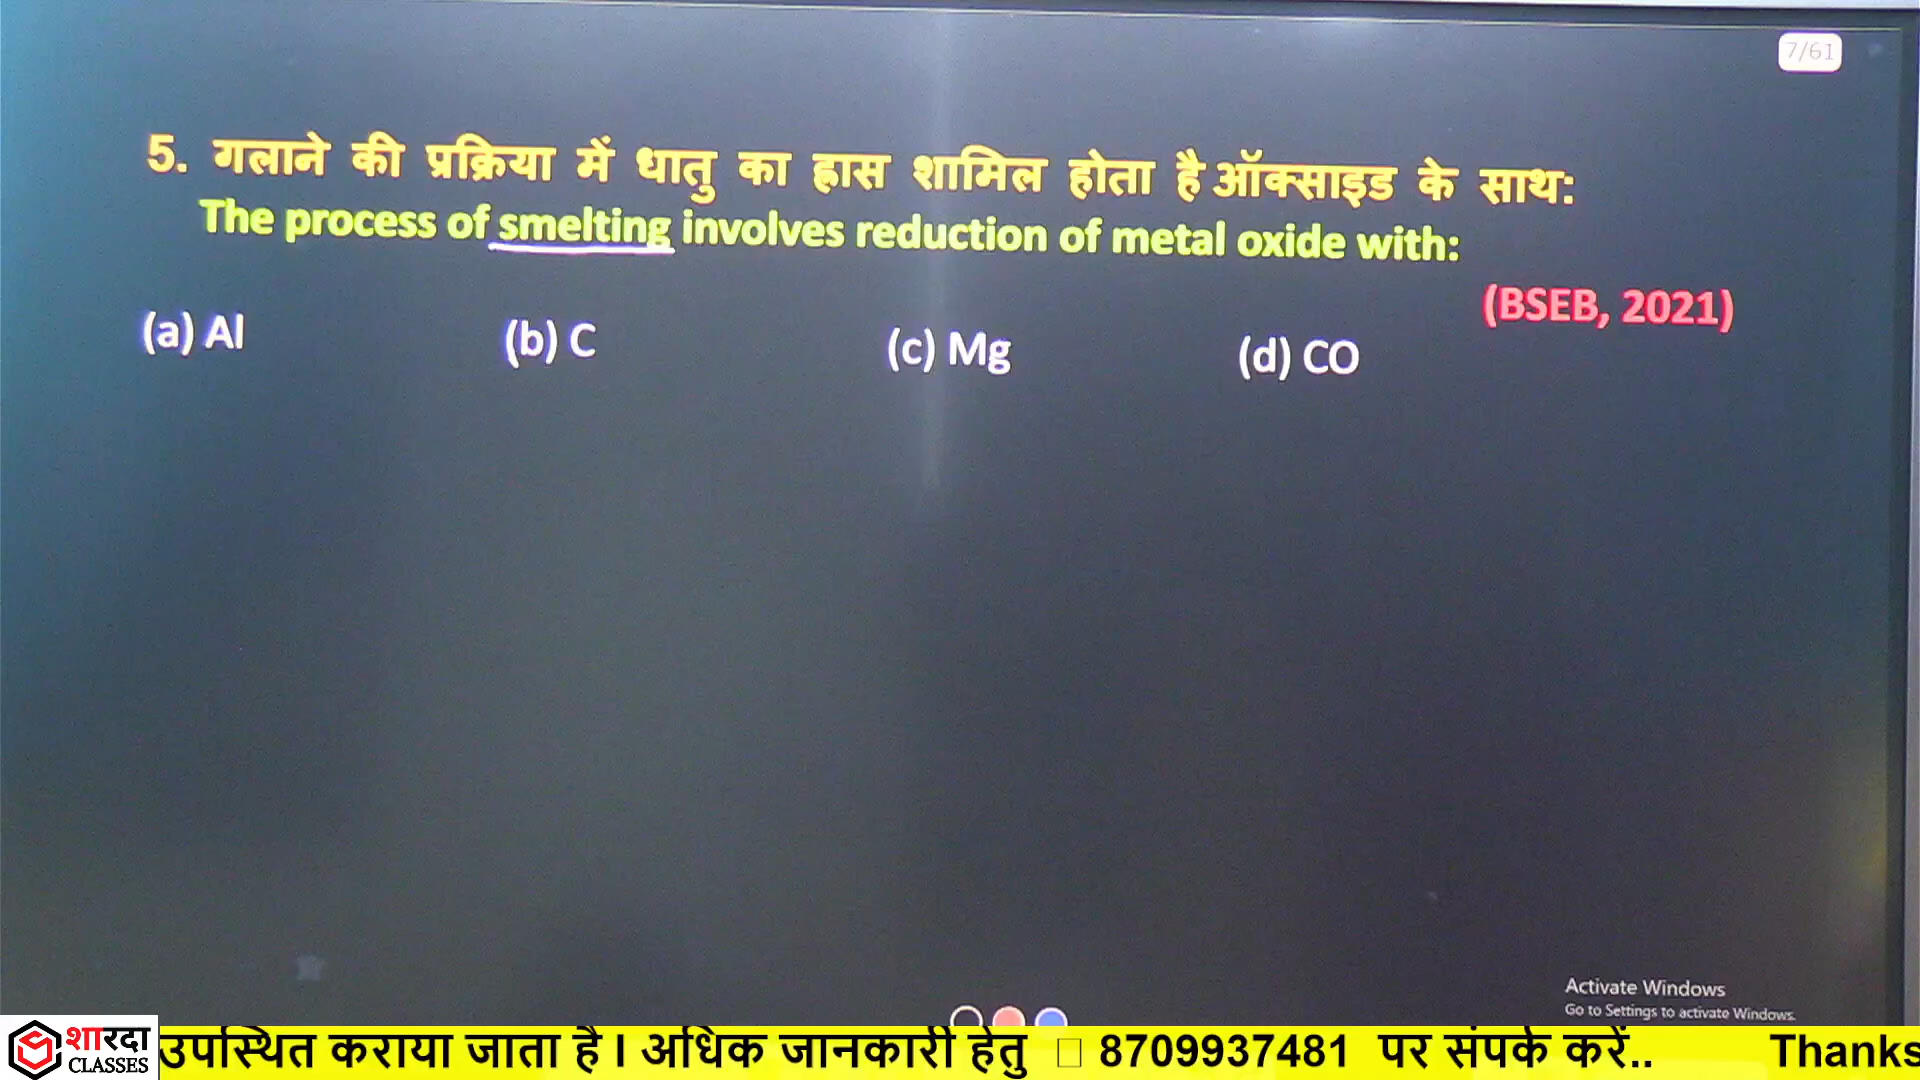 7/61
5. गलाने की प्रक्रिया में धातु का ह्रास शामिल होता है ऑक्साइड के साथ:
The process of smelting involves reduction of metal oxide with:
(BSEB, 2021)
(a) Al (b) C (c) Mg (d) CO
Activate Windows
Go to Settings to activate Windows.
शारदा
CLASSES
उपस्थित कराया जाता है । अधिक जानकारी हेतु 8709937481 पर संपर्क करें.. Thanks